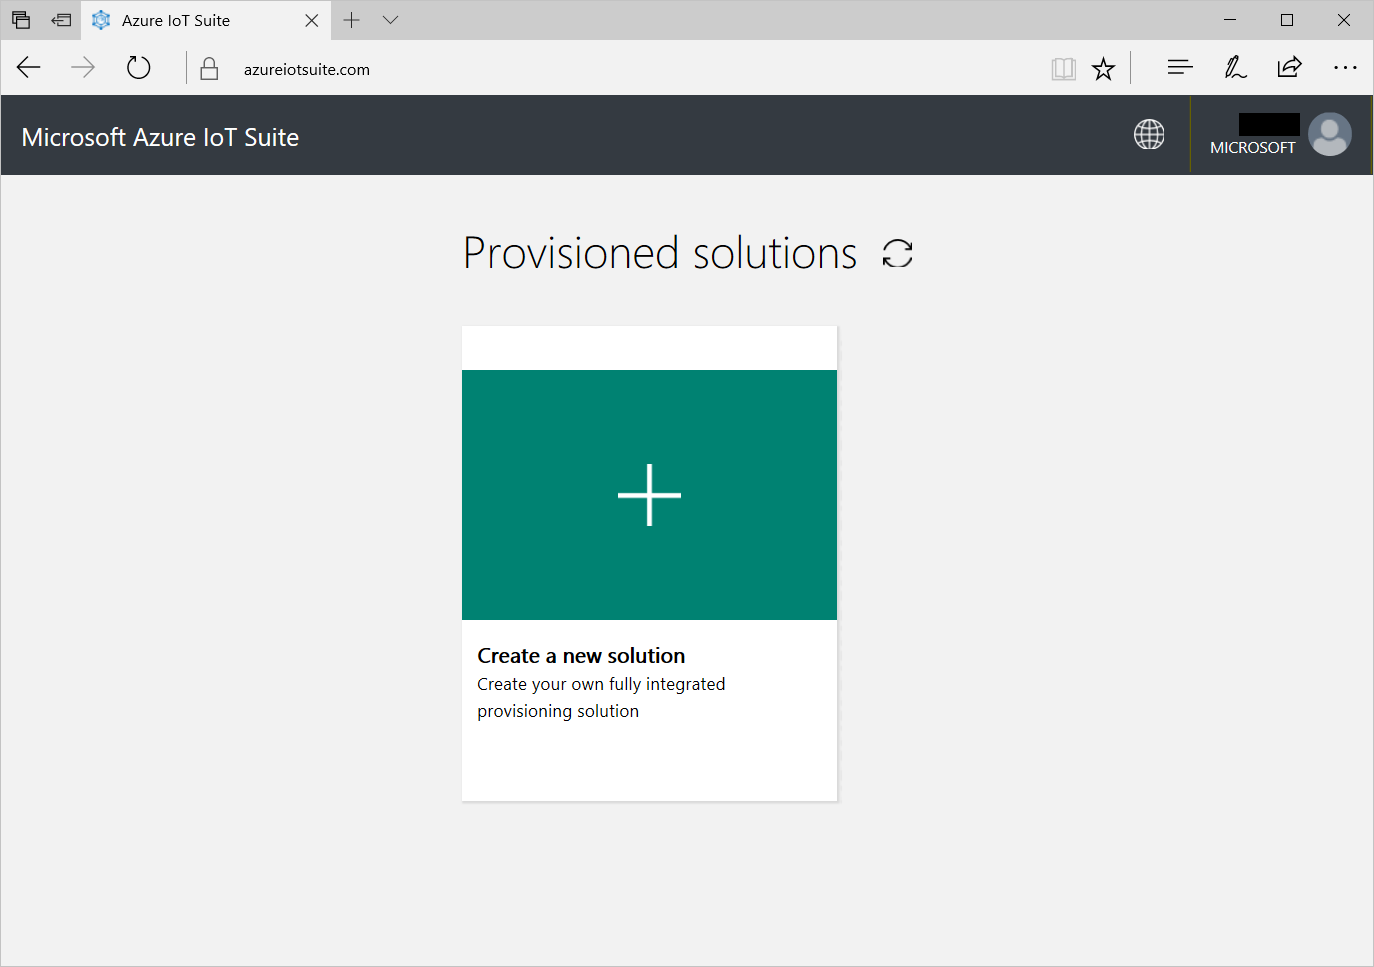 Azure IoT Suite
azureiotsuite.com
Microsoft Azure IoT Suite
MICROSOFT
Provisioned solutions
Create a new solution
Create your own fully integrated
provisioning solution